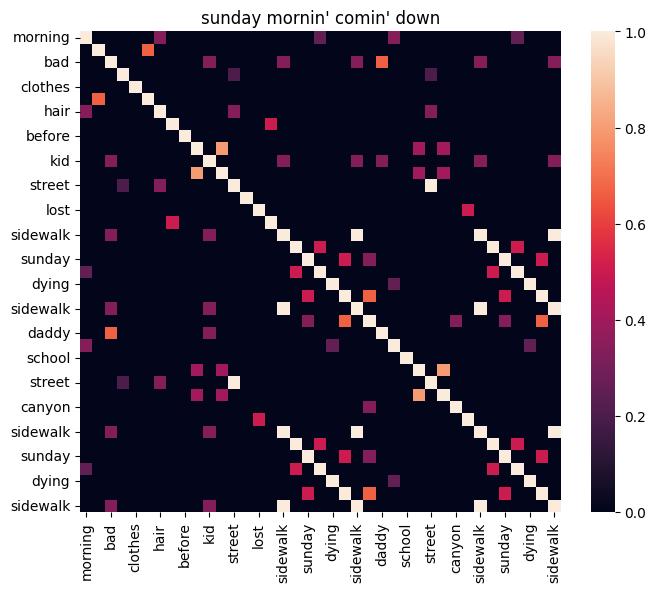 sunday mornin' comin' down
morning
bad
clothes
hair
before
kid
street
lost
sidewalk
sunday
dying
sidewalk
daddy
school
street
canyon
sidewalk
sunday
dying
sidewalk
1.0
0.8
0.6
0.4
0.2
0.0
morning
bad
clothes
hair
before
kid
street
lost
sidewalk
sunday
dying
sidewalk
daddy
school
street
canyon
sidewalk
sunday
dying
sidewalk